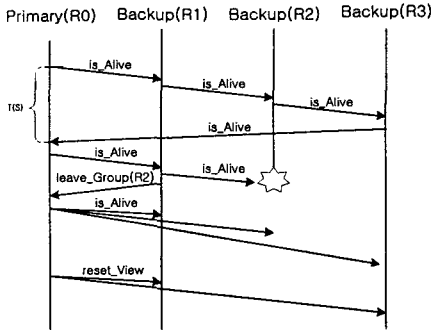 Primary(R0) Backup(R1) Backup(R2) Backup(R3)
is_Alive
is_Alive
is_Alive
T(S)
is_Alive
is_Alive
is_Alive
leave_Group(R2)
is_Alive
reset_View